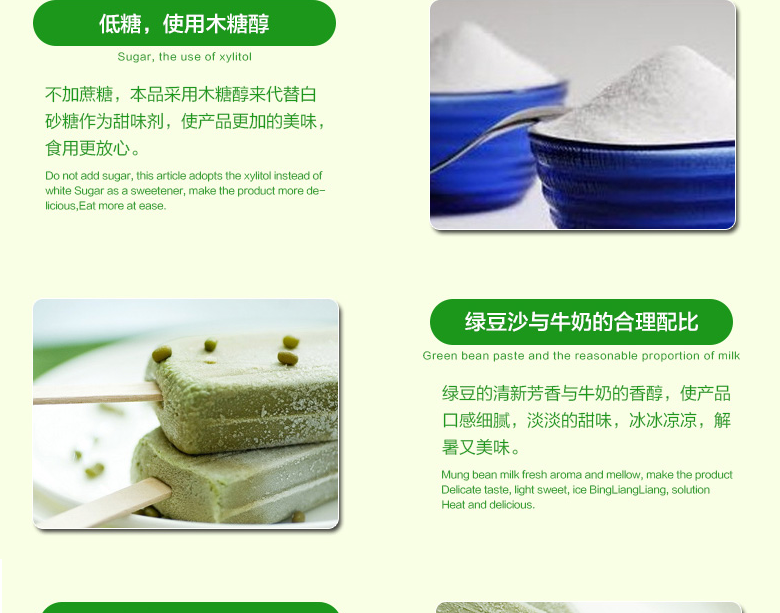 低糖，使用木糖醇
Sugar, the use of xylitol
不加蔗糖，本品采用木糖醇来代替白
砂糖作为甜味剂，使产品更加的美味，
食用更放心。
Do not add sugar, this article adopts the xylitol instead of
white Sugar as a sweetener, make the product more de-
licious,Eat more at ease.
绿豆沙与牛奶的合理配比
Green bean paste and the reasonable proportion of milk
绿豆的清新芳香与牛奶的香醇，使产品
口感细腻，淡淡的甜味，冰冰凉凉，解
暑又美味。
Mung bean milk fresh aroma and mellow, make the product
Delicate taste, light sweet, ice BingLiangLiang, solution
Heat and delicious.